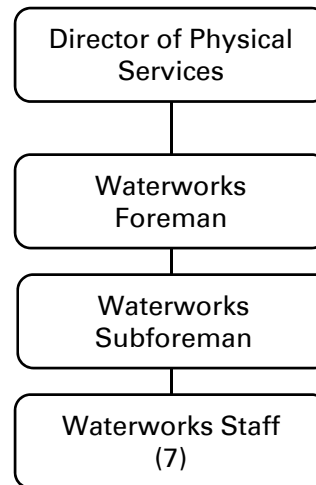 Director of Physical
Services
Waterworks
Foreman
Waterworks
Subforeman
Waterworks Staff
(7)